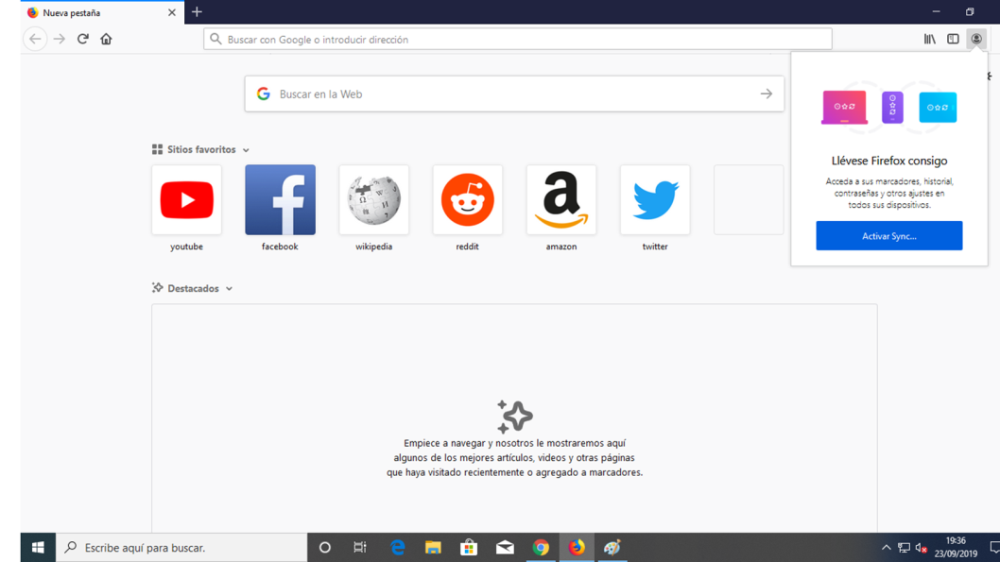 Nueva pestaña
Buscar con Google o introducir dirección
Buscar en la Web
Llévese Firefox consigo
Acceda a sus marcadores, historial,
contraseñas y otros ajustes en
todos sus dispositivos.
Activar Sync...
Sitios favoritos
youtube
facebook
wikipedia
reddit
amazon
twitter
Destacados
Empiece a navegar y nosotros le mostraremos aquí
algunos de los mejores artículos, videos y otras páginas
que haya visitado recientemente o agregado a marcadores.
Escribe aquí para buscar.
19:36
23/09/2019